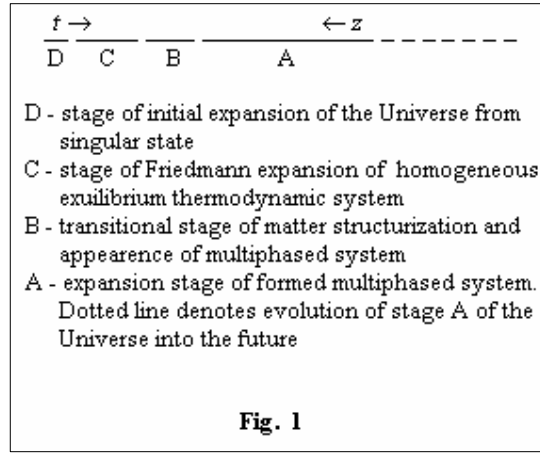 t → ← z
D C B A
D - stage of initial expansion of the Universe from
singular state
C - stage of Friedmann expansion of homogeneous
exuilibrium thermodynamic system
B - transitional stage of matter structurization and
appearence of multiphased system
A - expansion stage of formed multiphased system.
Dotted line denotes evolution of stage A of the
Universe into the future
Fig. 1